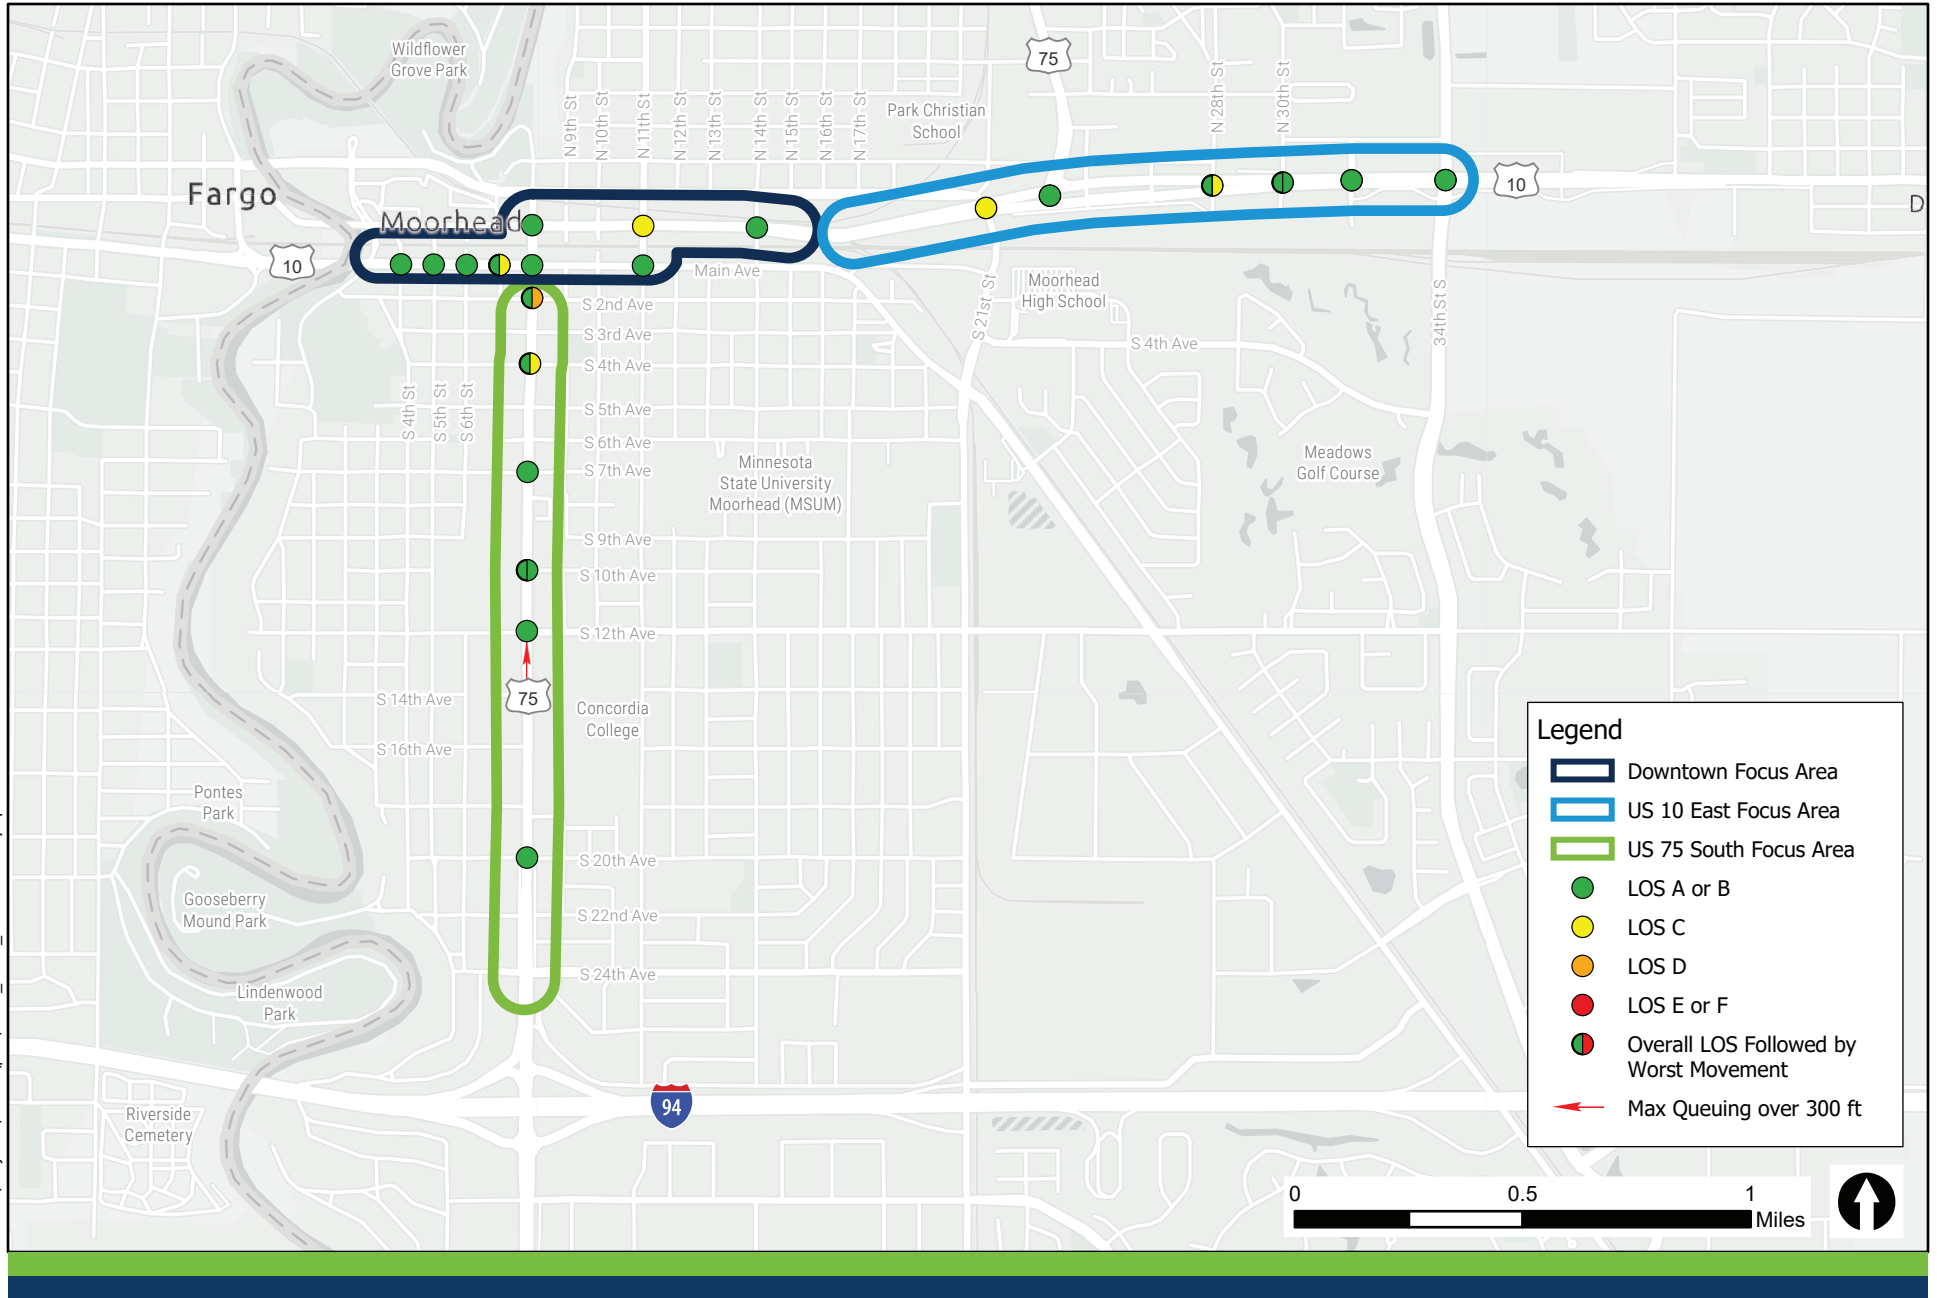 Wildflower
Grove Park
75
Park Christian
School
N 9th St
N 10th St
N 11th St
N 12th St
N 13th St
N 14th St
N 15th St
N 16th St
N 17th St
N 28th St
N 30th St
Fargo
Moorhead
10
10
D
Main Ave
S 2nd Ave
S 3rd Ave
S 4th Ave
S 5th Ave
S 6th Ave
S 7th Ave
S 9th Ave
S 10th Ave
S 12th Ave
S 4th St
S 5th St
S 6th St
S 21st St
Moorhead
High School
S 4th Ave
34th St S
Minnesota
State University
Moorhead (MSUM)
Meadows
Golf Course
75
S 14th Ave
S 16th Ave
Concordia
College
Pontes
Park
S 20th Ave
S 22nd Ave
S 24th Ave
Gooseberry
Mound Park
Lindenwood
Park
Riverside
Cemetery
94
Legend
Downtown Focus Area
US 10 East Focus Area
US 75 South Focus Area
LOS A or B
LOS C
LOS D
LOS E or F
Overall LOS Followed by
Worst Movement
Max Queuing over 300 ft
0 0.5 1
Miles